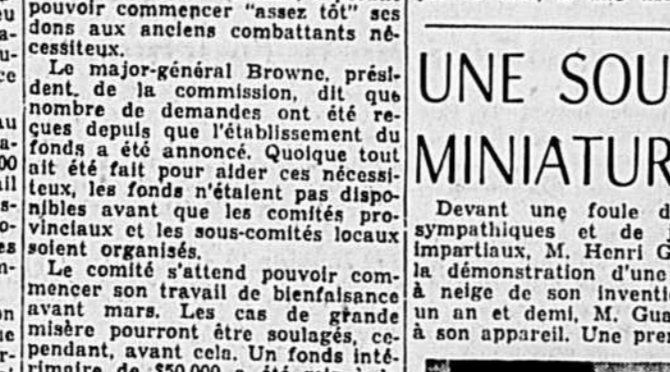 pouvoir commencer "assez tôt" ses
dons aux anciens combattants né-
cessiteux.
Le major-général Browne, prési-
dent de la commission, dit que
nombre de demandes ont été re-
çues depuis que l'établissement du
fonds a été annoncé. Quoique tout
ait été fait pour aider ces nécessi-
teux, les fonds n'étaient pas dispo-
nibles avant que les comités pro-
vinciaux et les sous-comités locaux
soient organisés.
Le comité s'attend pouvoir com-
mencer son travail de bienfaisance
avant mars. Les cas de grande
misère pourront être soulagés, ce-
pendant, avant cela. Un fonds inté-
rimaire de $50,000 a été
UNE SOU
MINIATUR
Devant une foule d
sympathiques et de j
impartiaux, M. Henri G
la démonstration d'une
à neige de son inventi
un an et demi, M. Gua
à son appareil. Une pre